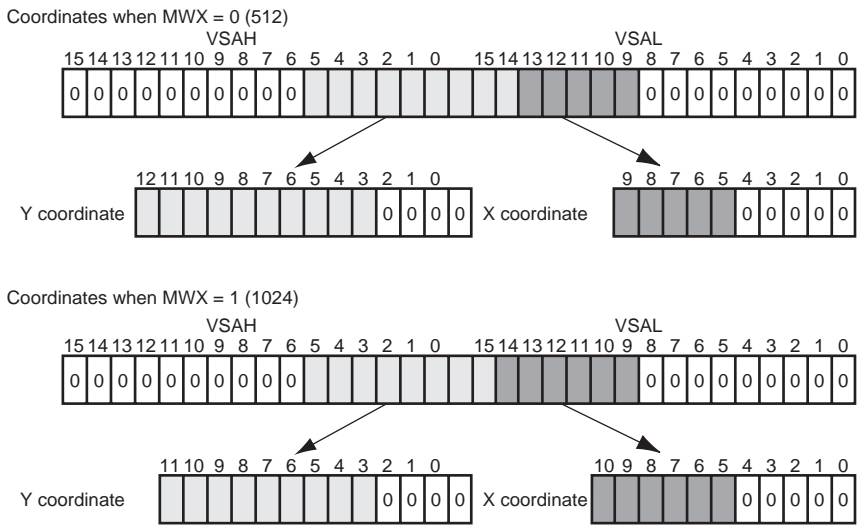 Coordinates when MWX = 0 (512)
VSAH VSAL
15 14 13 12 11 10 9 8 7 6 5 4 3 2 1 0 15 14 13 12 11 10 9 8 7 6 5 4 3 2 1 0
0 0 0 0 0 0 0 0 0 0 0 0 0 0 0 0 0 0 0
12 11 10 9 8 7 6 5 4 3 2 1 0 9 8 7 6 5 4 3 2 1 0
Y coordinate 0 0 0 0 X coordinate 0 0 0 0 0
Coordinates when MWX = 1 (1024)
VSAH VSAL
15 14 13 12 11 10 9 8 7 6 5 4 3 2 1 0 15 14 13 12 11 10 9 8 7 6 5 4 3 2 1 0
0 0 0 0 0 0 0 0 0 0 0 0 0 0 0 0 0 0 0
11 10 9 8 7 6 5 4 3 2 1 0 10 9 8 7 6 5 4 3 2 1 0
Y coordinate 0 0 0 0 X coordinate 0 0 0 0 0